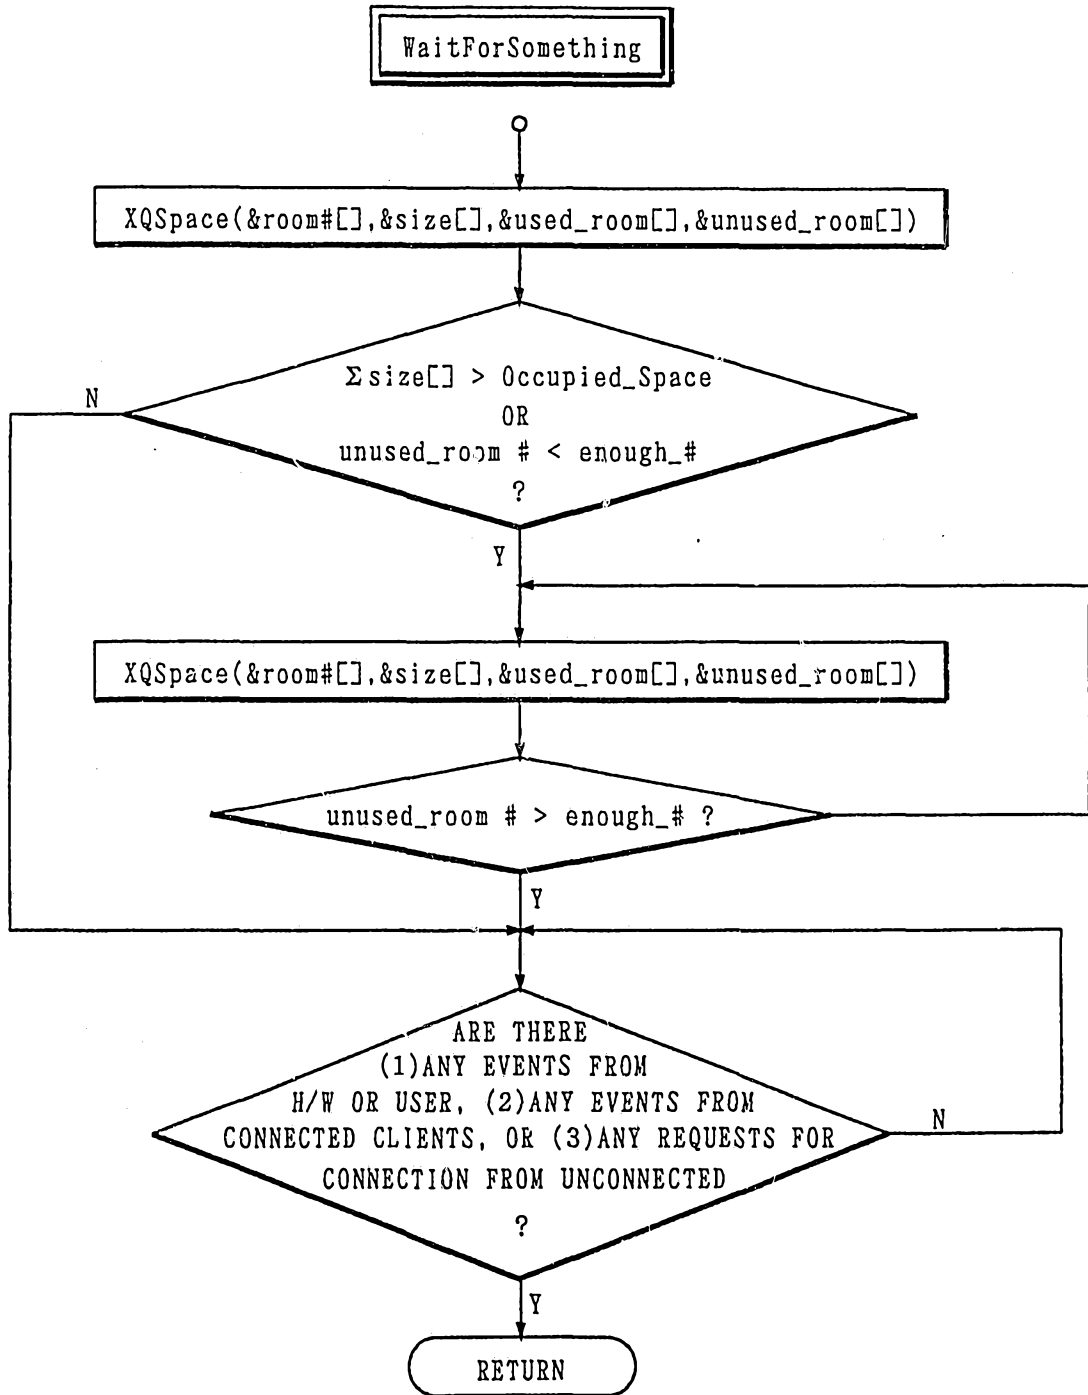 WaitForSomething
XQSpace(&room#[],&size[],&used_room[],&unused_room[])
Σsize[] > Occupied_Space
N
OR
unused_room # < enough_#
?
Y
XQSpace(&room#[],&size[],&used_room[],&unused_room[])
unused_room # > enough_# ?
Y
ARE THERE
(1)ANY EVENTS FROM
H/W OR USER, (2)ANY EVENTS FROM
CONNECTED CLIENTS, OR (3)ANY REQUESTS FOR
N
CONNECTION FROM UNCONNECTED
?
Y
RETURN